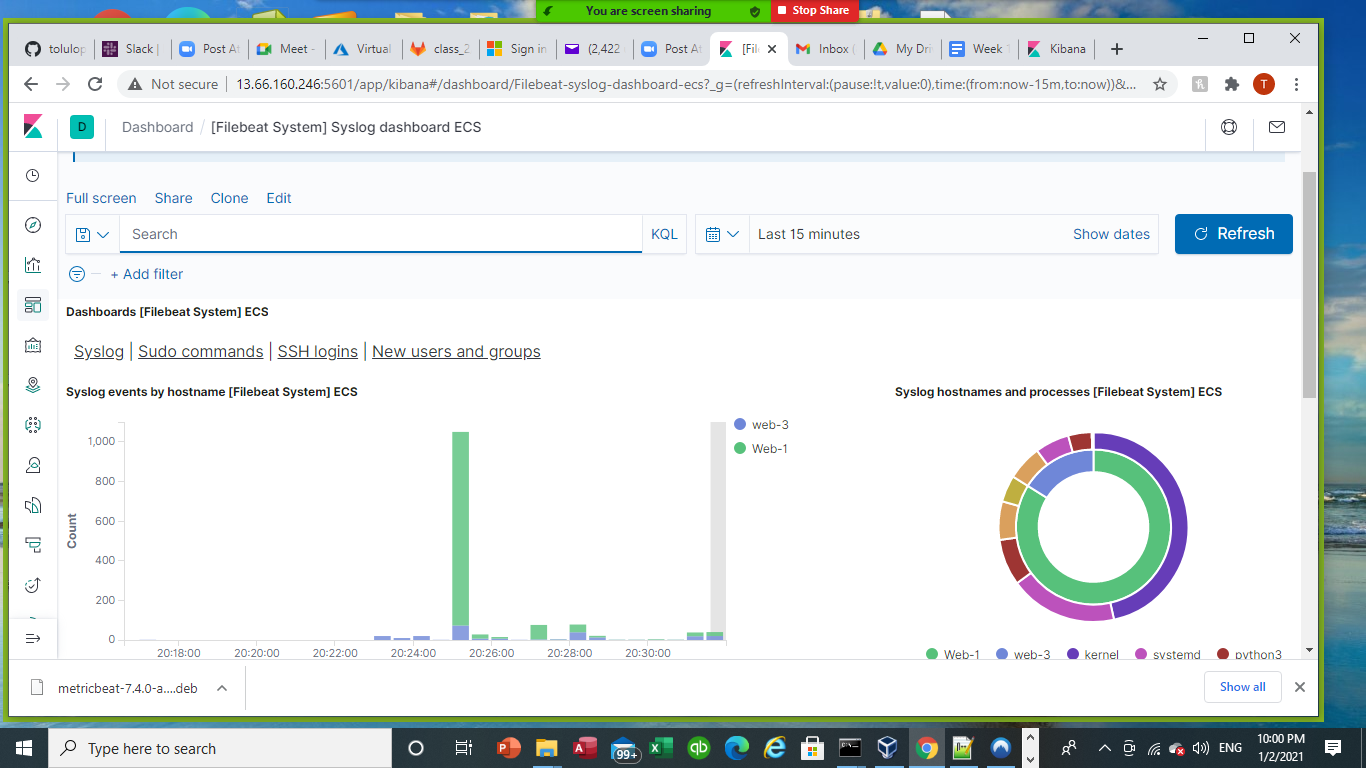 You are screen sharing
Stop Share
tolulop
Slack |
Post At
Meet -
Virtual
class_2
Sign in
(2,422
Post At
[File
Inbox (
My Driv
Week 1
Kibana
Not secure | 13.66.160.246:5601/app/kibana#/dashboard/Filebeat-syslog-dashboard-ecs?_g=(refreshInterval:(pause:!t,value:0),time:(from:now-15m,to:now))&...
T
D Dashboard / [Filebeat System] Syslog dashboard ECS
Full screen Share Clone Edit
Search KQL Last 15 minutes Show dates Refresh
+ Add filter
Dashboards [Filebeat System] ECS
Syslog | Sudo commands | SSH logins | New users and groups
Syslog events by hostname [Filebeat System] ECS
Syslog hostnames and processes [Filebeat System] ECS
web-3
Web-1
1,000
800
600
400
200
0
Count
20:18:00 20:20:00 20:22:00 20:24:00 20:26:00 20:28:00 20:30:00
Web-1 web-3 kernel systemd python3
metricbeat-7.4.0-a....deb
Show all
Type here to search
99+
ENG
10:00 PM
1/2/2021